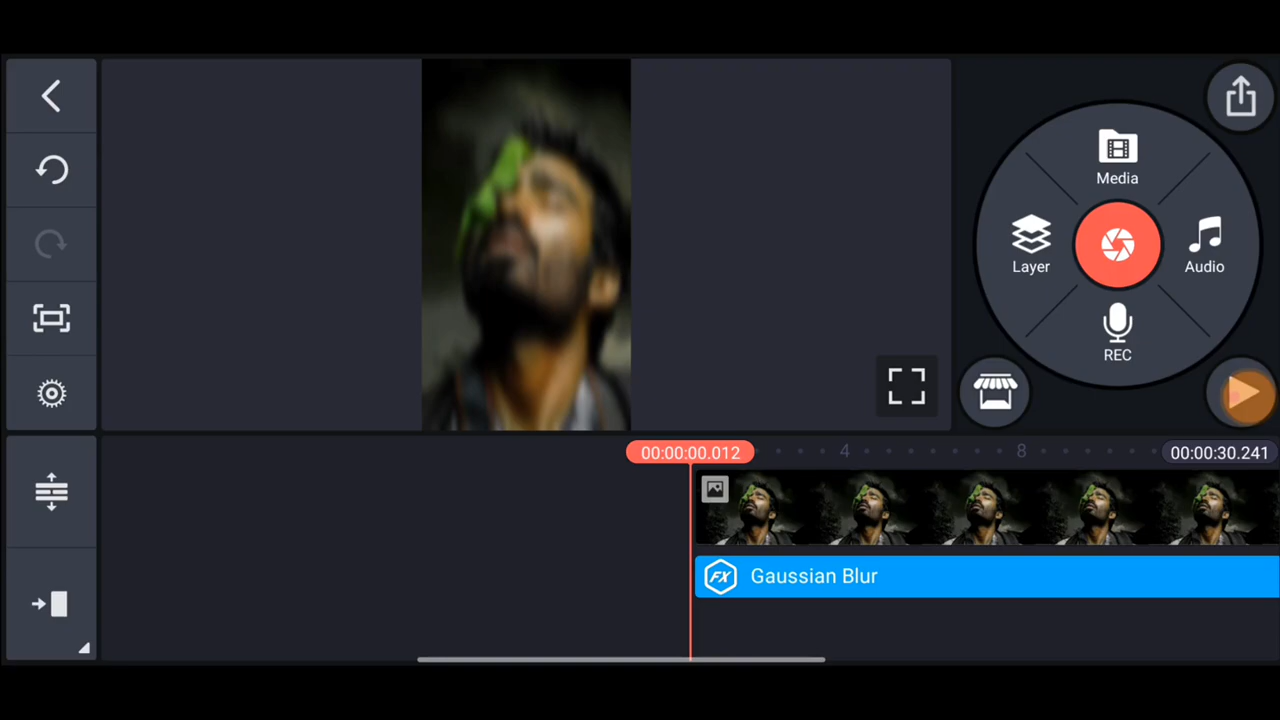 Media
Layer
Audio
REC
00:00:00.012
4
8
00:00:30.241
FX
Gaussian Blur